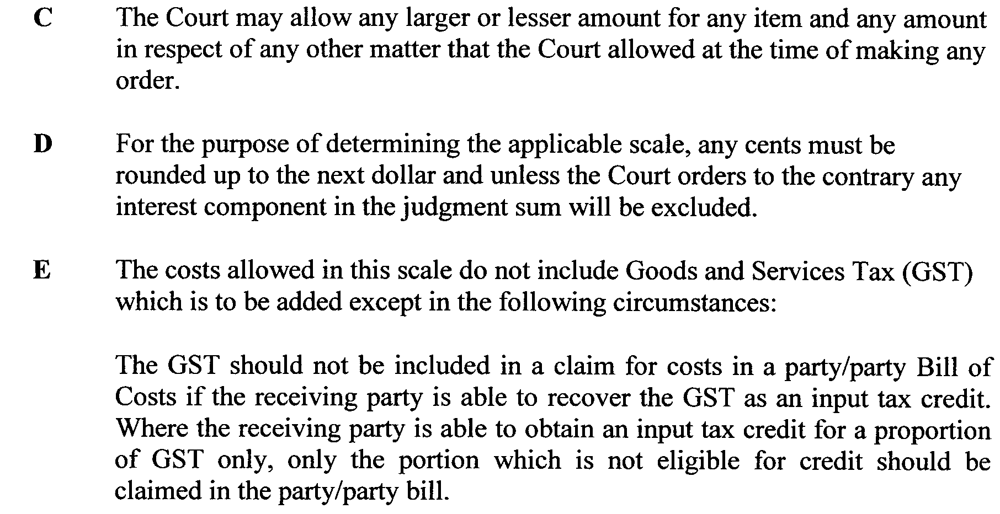 C The Court may allow any larger or lesser amount for any item and any amount
in respect of any other matter that the Court allowed at the time of making any
order.
D For the purpose of determining the applicable scale, any cents must be
rounded up to the next dollar and unless the Court orders to the contrary any
interest component in the judgment sum will be excluded.
E The costs allowed in this scale do not include Goods and Services Tax (GST)
which is to be added except in the following circumstances:
The GST should not be included in a claim for costs in a party/party Bill of
Costs if the receiving party is able to recover the GST as an input tax credit.
Where the receiving party is able to obtain an input tax credit for a proportion
of GST only, only the portion which is not eligible for credit should be
claimed in the party/party bill.